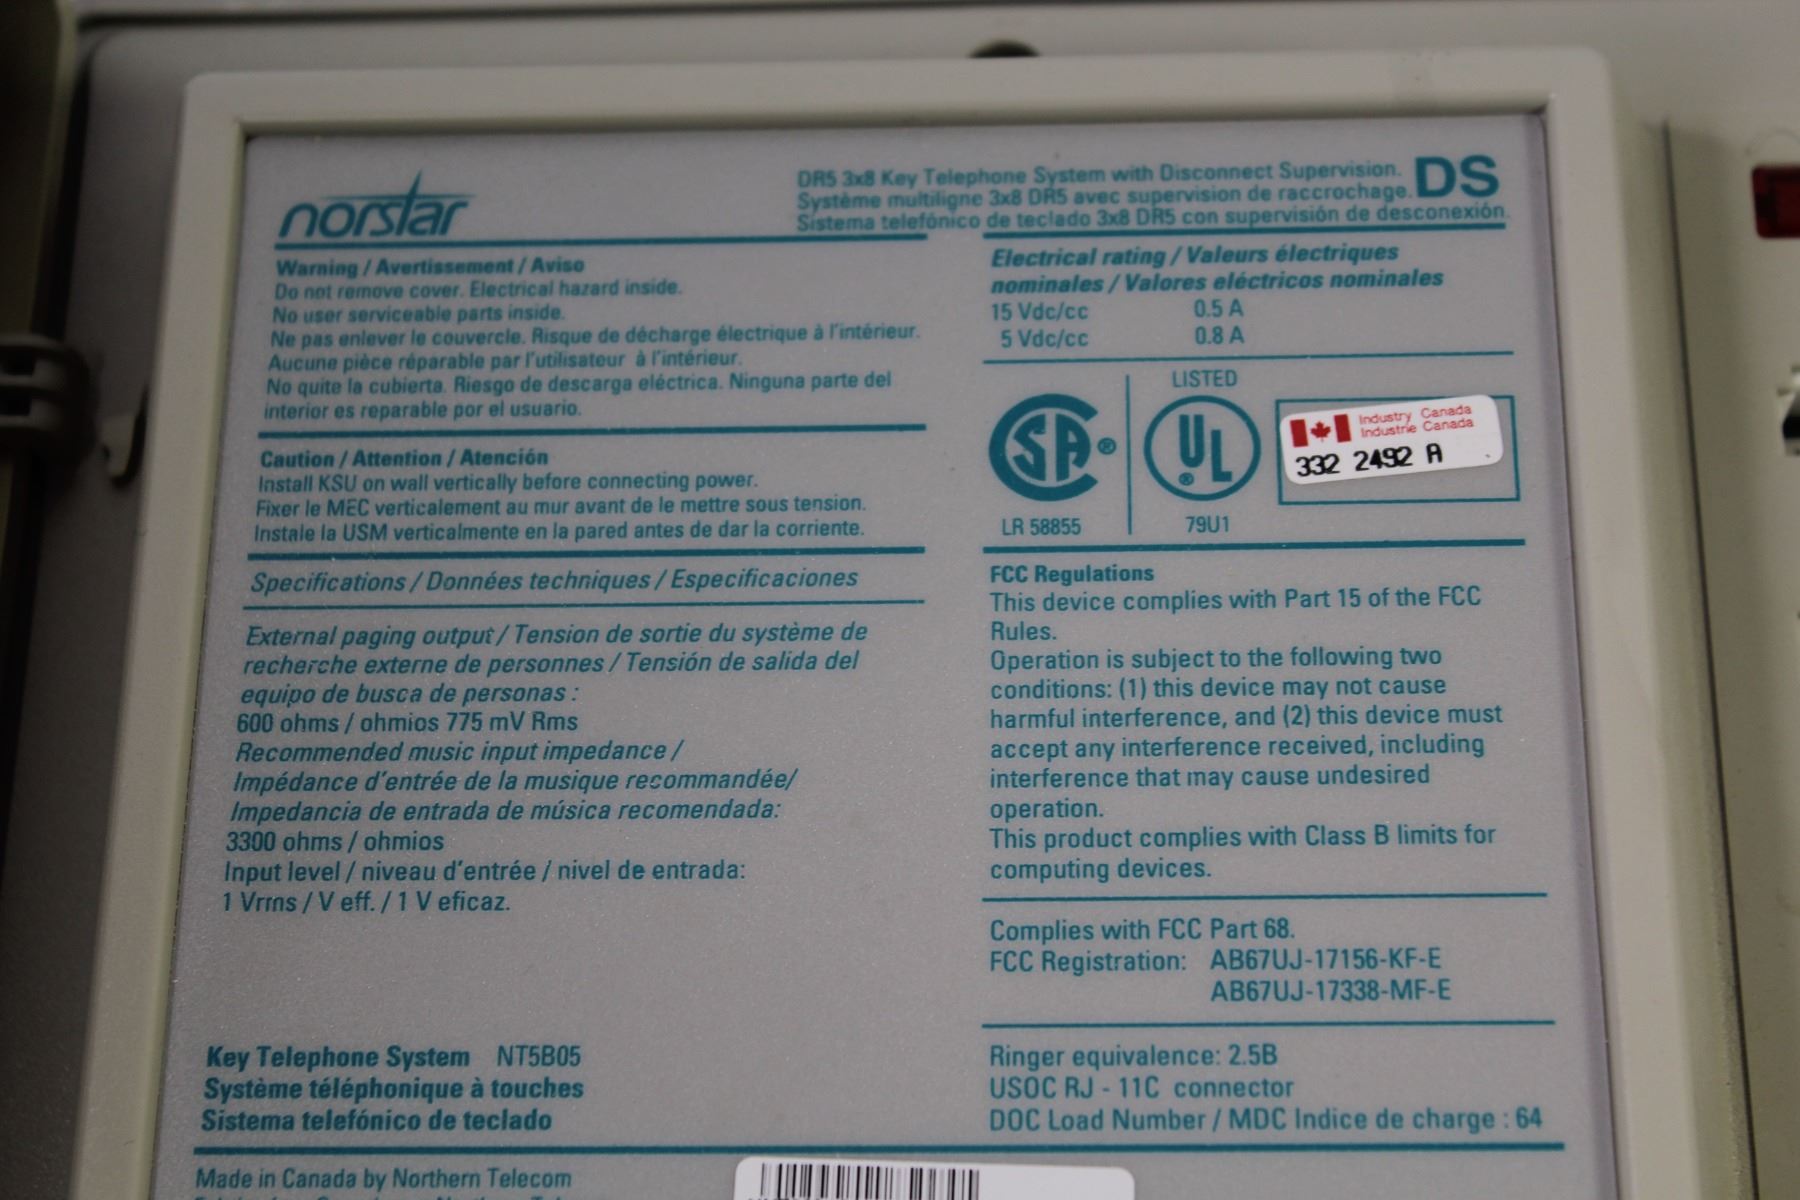 norstar
DR5 3x8 Key Telephone System with Disconnect Supervision.
Système multiligne 3x8 DR5 avec supervision de raccrochage.
Sistema telefónico de teclado 3x8 DR5 con supervisión de desconexión.
DS
Warning / Avertissement / Aviso
Do not remove cover. Electrical hazard inside.
No user serviceable parts inside.
Ne pas enlever le couvercle. Risque de décharge électrique à l'intérieur.
Aucune pièce réparable par l'utilisateur à l'intérieur.
No quite la cubierta. Riesgo de descarga eléctrica. Ninguna parte del
interior es reparable por el usuario.
Caution / Attention / Atención
Install KSU on wall vertically before connecting power.
Fixer le MEC verticalement au mur avant de le mettre sous tension.
Instale la USM verticalmente en la pared antes de dar la corriente.
Specifications / Données techniques / Especificaciones
External paging output / Tension de sortie du système de
recherche externe de personnes / Tensión de salida del
equipo de busca de personas :
600 ohms / ohmios 775 mV Rms
Recommended music input impedance /
Impédance d'entrée de la musique recommandée/
Impedancia de entrada de música recomendada:
3300 ohms / ohmios
Input level / niveau d'entrée / nivel de entrada:
1 Vrms / V eff. / 1 V eficaz.
Key Telephone System NT5B05
Système téléphonique à touches
Sistema telefónico de teclado
Made in Canada by Northern Telecom
Electrical rating / Valeurs électriques
nominales / Valores eléctricos nominales
15 Vdc/cc 0.5 A
5 Vdc/cc 0.8 A
SA ®
LR 58855
LISTED
UL ®
79U1
Industry Canada
Industrie Canada
332 2492 A
FCC Regulations
This device complies with Part 15 of the FCC
Rules.
Operation is subject to the following two
conditions: (1) this device may not cause
harmful interference, and (2) this device must
accept any interference received, including
interference that may cause undesired
operation.
This product complies with Class B limits for
computing devices.
Complies with FCC Part 68.
FCC Registration: AB67UJ-17156-KF-E
AB67UJ-17338-MF-E
Ringer equivalence: 2.5B
USOC RJ - 11C connector
DOC Load Number / MDC Indice de charge : 64